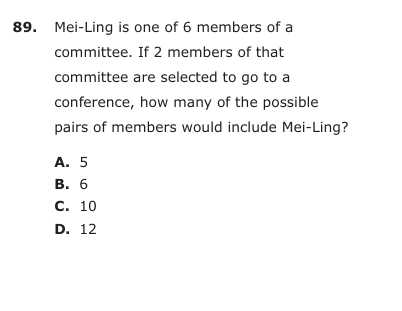 89. Mei-Ling is one of 6 members of a
committee. If 2 members of that
committee are selected to go to a
conference, how many of the possible
pairs of members would include Mei-Ling?
A. 5
B. 6
C. 10
D. 12